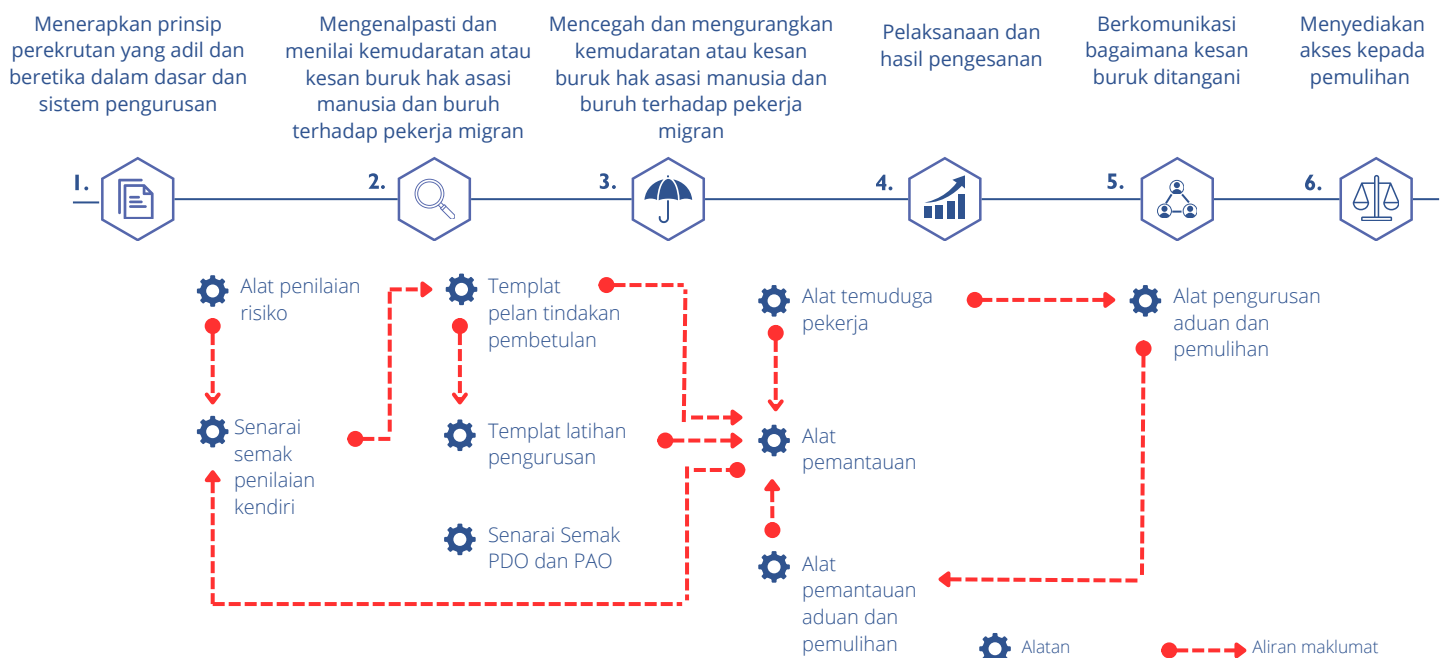 Menerapkan prinsip
perekrutan yang adil dan
beretika dalam dasar dan
sistem pengurusan
Mengenalpasti dan
menilai kemudaratan atau
kesan buruk hak asasi
manusia dan buruh
terhadap pekerja migran
Mencegah dan mengurangkan
kemudaratan atau kesan
buruk hak asasi manusia dan
buruh terhadap pekerja
migran
Pelaksanaan dan
hasil pengesanan
Berkomunikasi
bagaimana kesan
buruk ditangani
Menyediakan
akses kepada
pemulihan
1.
2.
3.
4.
5.
6.
Alat penilaian
risiko
Senarai
semak
penilaian
kendiri
Templat
pelan tindakan
pembetulan
Templat latihan
pengurusan
Senarai Semak
PDO dan PAO
Alat temuduga
pekerja
Alat
pemantauan
Alat
pemantauan
aduan dan
pemulihan
Alat pengurusan
aduan dan
pemulihan
Alatan
Aliran maklumat